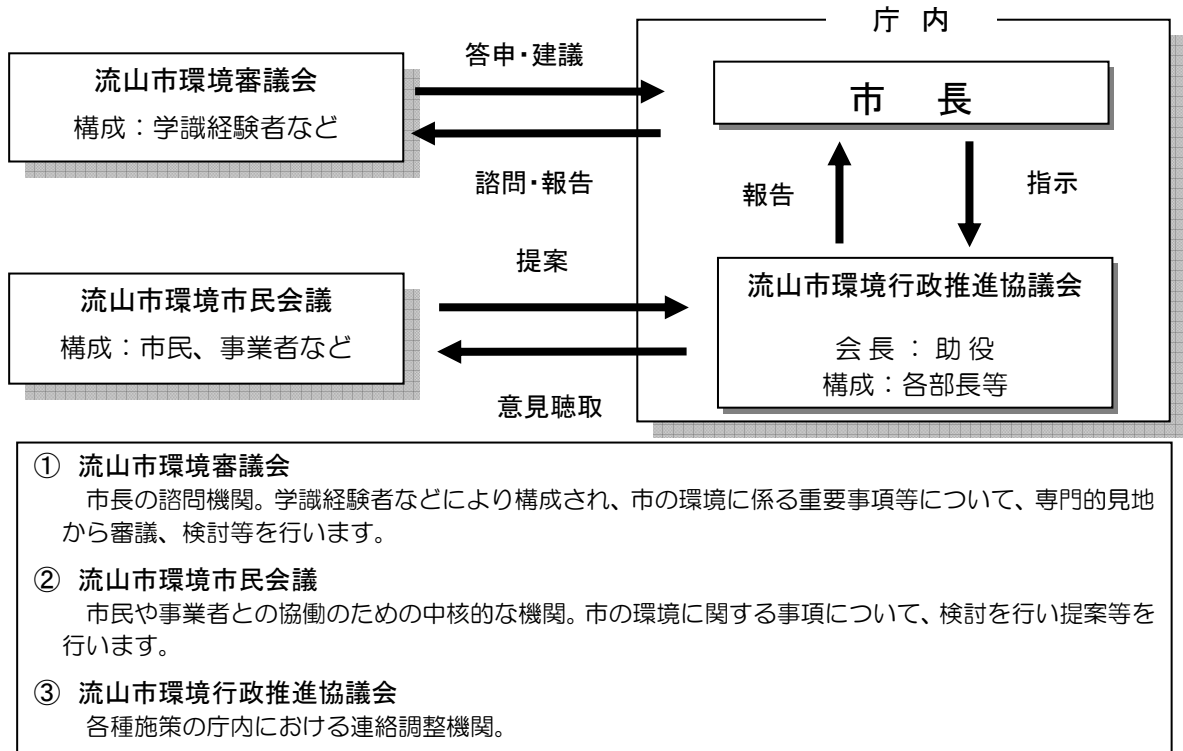 庁 内
答申・建議
流山市環境審議会
構成：学識経験者など
市 長
諮問・報告
報告
指示
提案
流山市環境市民会議
構成：市民、事業者など
流山市環境行政推進協議会
会 長 ： 助 役
構成：各部長等
意見聴取
① 流山市環境審議会
市長の諮問機関。学識経験者などにより構成され、市の環境に係る重要事項等について、専門的見地
から審議、検討等を行います。
② 流山市環境市民会議
市民や事業者との協働のための中核的な機関。市の環境に関する事項について、検討を行い提案等を
行います。
③ 流山市環境行政推進協議会
各種施策の庁内における連絡調整機関。